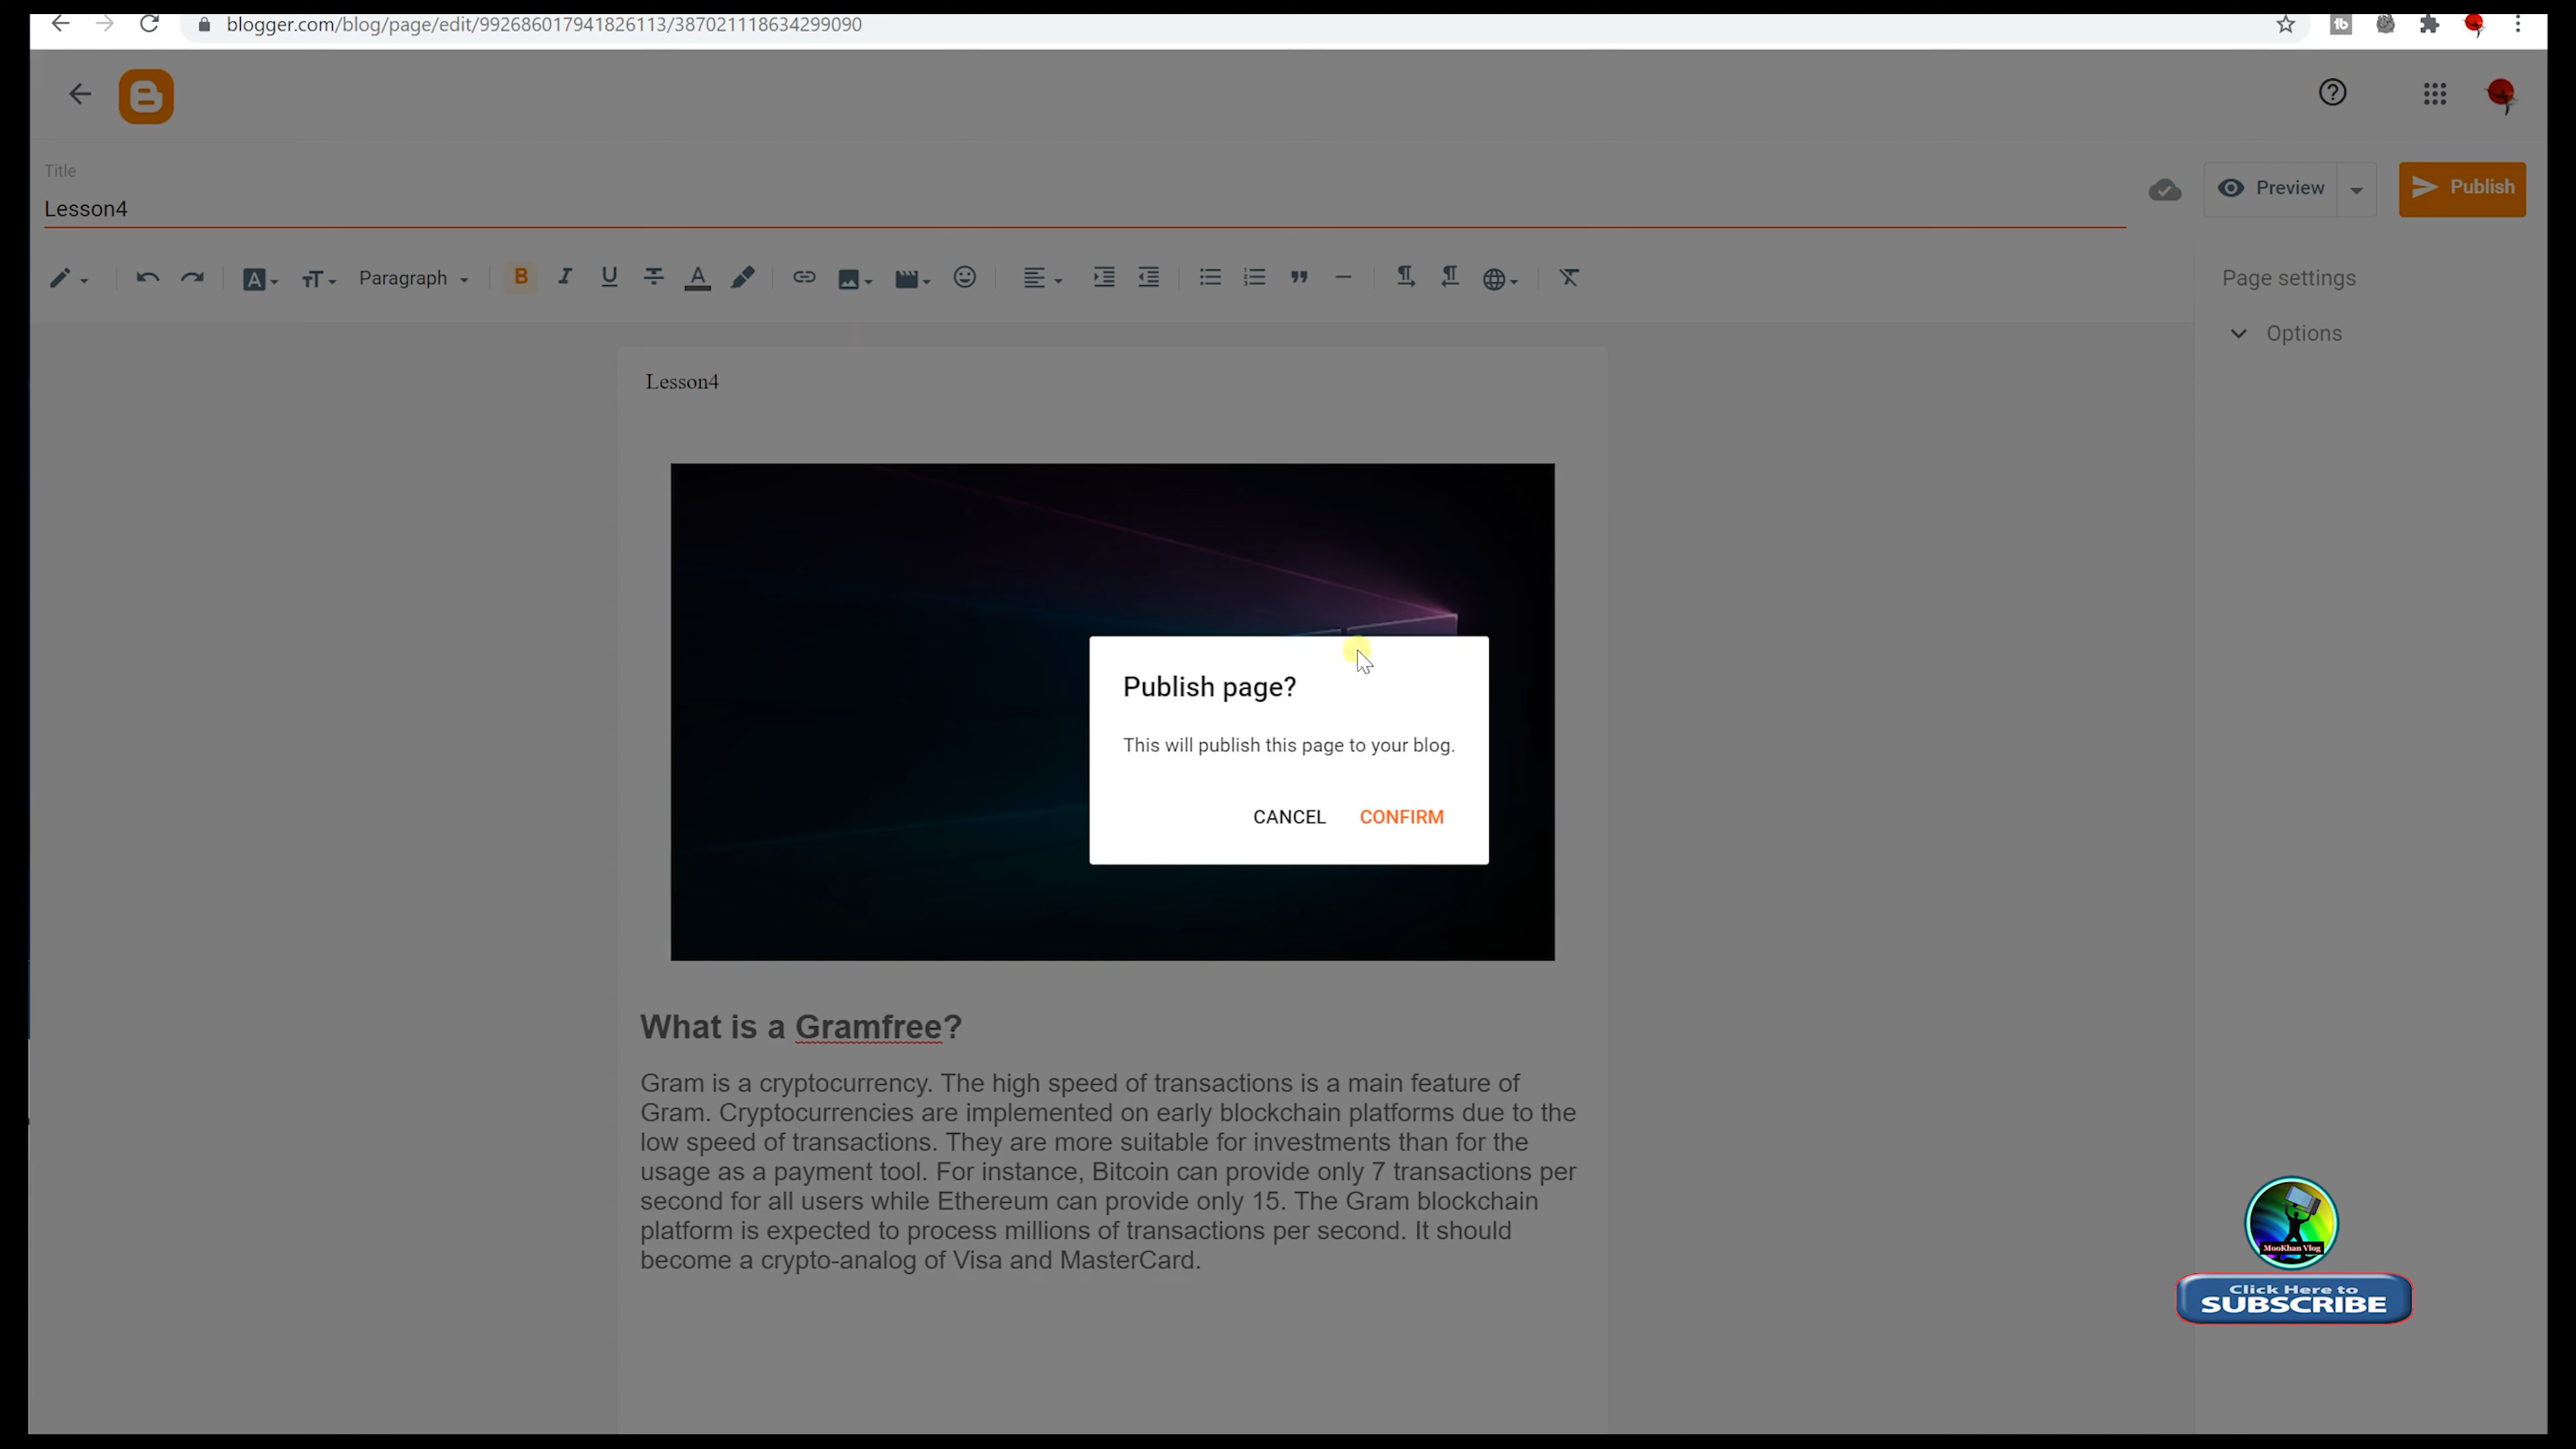 blogger.com/blog/page/edit/992686017941826113/387021118634299090
Title
Lesson4
Preview
Publish
Paragraph
Page settings
Options
Lesson4
Publish page?
This will publish this page to your blog.
CANCEL CONFIRM
What is a Gramfree?
Gram is a cryptocurrency. The high speed of transactions is a main feature of
Gram. Cryptocurrencies are implemented on early blockchain platforms due to the
low speed of transactions. They are more suitable for investments than for the
usage as a payment tool. For instance, Bitcoin can provide only 7 transactions per
second for all users while Ethereum can provide only 15. The Gram blockchain
platform is expected to process millions of transactions per second. It should
become a crypto-analog of Visa and MasterCard.
MooKhan Vlog
Click Here to
SUBSCRIBE